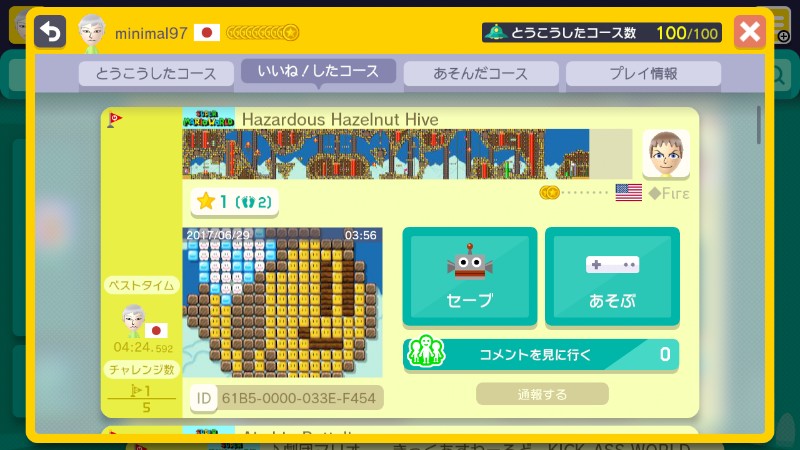 minimal97
とうこうしたコース数 100/100
とうこうしたコース
いいね!したコース
あそんだコース
プレイ情報
SUPER MARIO WORLD
Hazardous Hazelnut Hive
◆Fιrε
1 (2)
2017/06/29 03:56
ベストタイム
04:24.592
チャレンジ数
1
5
セーブ
あそぶ
コメントを見に行く 0
ID 61B5-0000-033E-F454
通報する